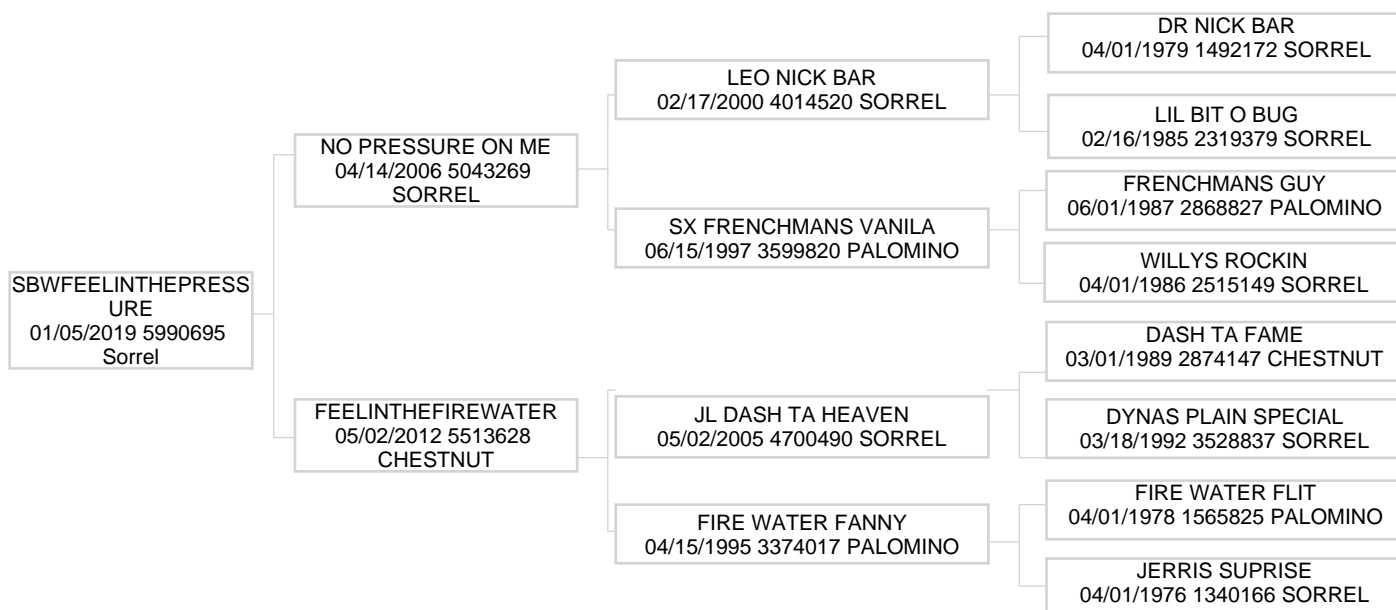 SBWFEELINTHEPRESS
URE
01/05/2019 5990695
Sorrel
NO PRESSURE ON ME
04/14/2006 5043269
SORREL
FEELINTHEFIREWATER
05/02/2012 5513628
CHESTNUT
LEO NICK BAR
02/17/2000 4014520 SORREL
SX FRENCHMANS VANILA
06/15/1997 3599820 PALOMINO
JL DASH TA HEAVEN
05/02/2005 4700490 SORREL
FIRE WATER FANNY
04/15/1995 3374017 PALOMINO
DR NICK BAR
04/01/1979 1492172 SORREL
LIL BIT O BUG
02/16/1985 2319379 SORREL
FRENCHMANS GUY
06/01/1987 2868827 PALOMINO
WILLYS ROCKIN
04/01/1986 2515149 SORREL
DASH TA FAME
03/01/1989 2874147 CHESTNUT
DYNAS PLAIN SPECIAL
03/18/1992 3528837 SORREL
FIRE WATER FLIT
04/01/1978 1565825 PALOMINO
JERRIS SUPRISE
04/01/1976 1340166 SORREL